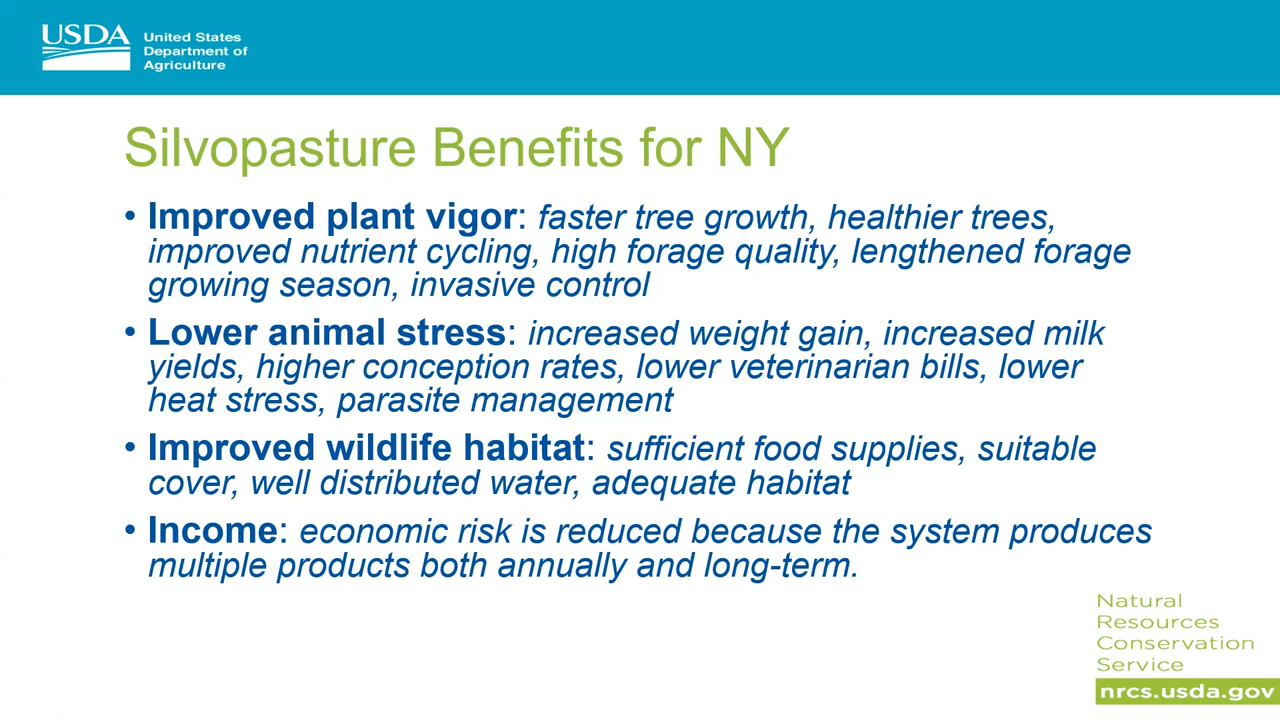 USDA
United States
Department of
Agriculture
Silvopasture Benefits for NY
• Improved plant vigor: faster tree growth, healthier trees,
improved nutrient cycling, high forage quality, lengthened forage
growing season, invasive control
• Lower animal stress: increased weight gain, increased milk
yields, higher conception rates, lower veterinarian bills, lower
heat stress, parasite management
• Improved wildlife habitat: sufficient food supplies, suitable
cover, well distributed water, adequate habitat
• Income: economic risk is reduced because the system produces
multiple products both annually and long-term.
Natural
Resources
Conservation
Service
nrcs.usda.gov